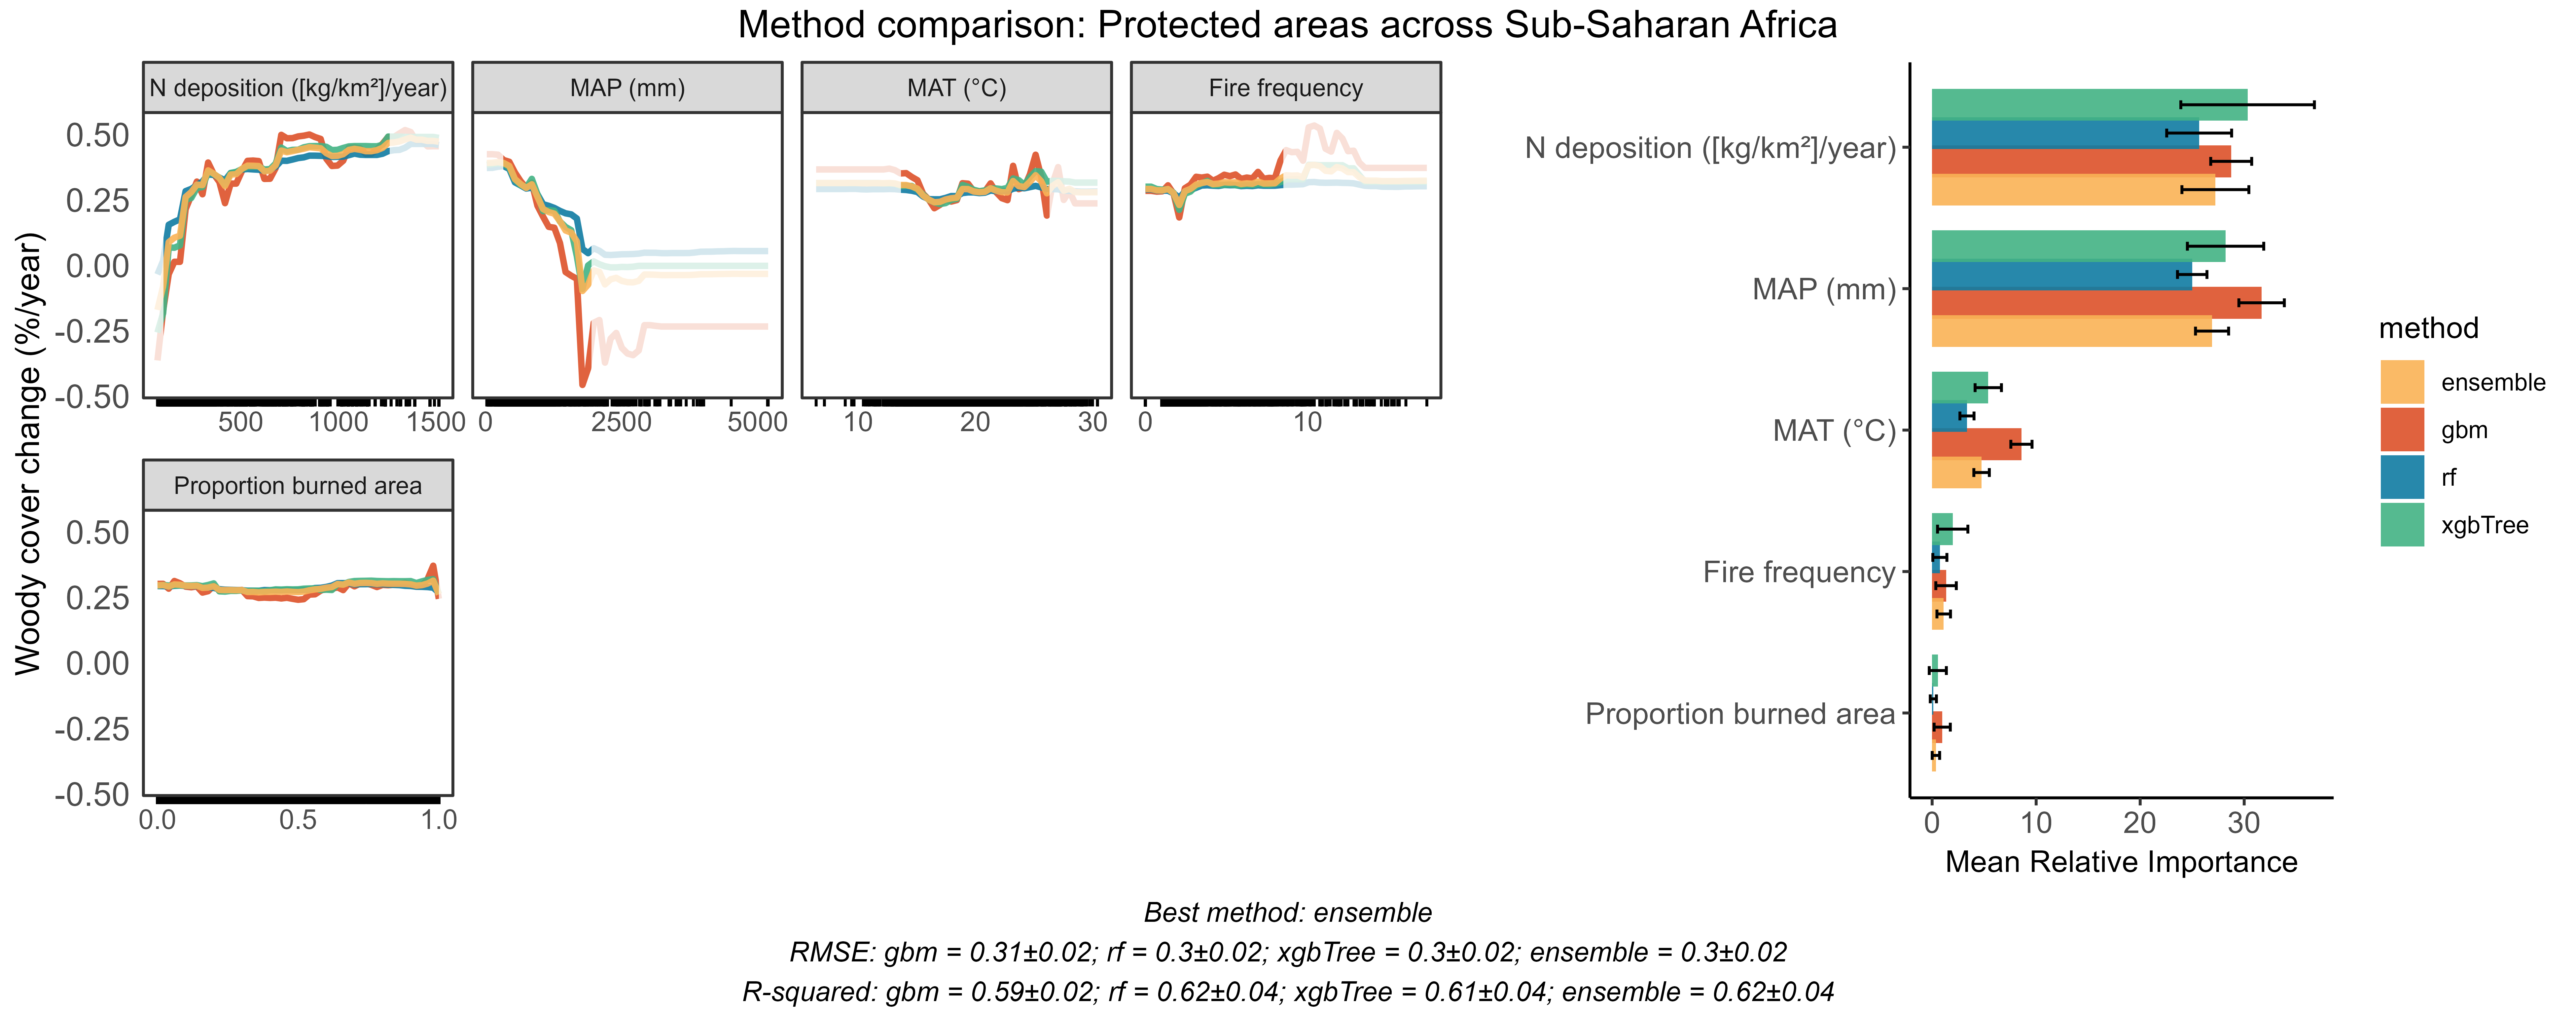 Method comparison: Protected areas across Sub-Saharan Africa
N deposition ([kg/km²]/year)
MAP (mm)
MAT (°C)
Fire frequency
Woody cover change (%/year)
0.50
0.25
0.00
-0.25
-0.50
500 1000 1500
0 2500 5000
10 20 30
0 10
Proportion burned area
0.50
0.25
0.00
-0.25
-0.50
0.0 0.5 1.0
N deposition ([kg/km²]/year)
MAP (mm)
MAT (°C)
Fire frequency
Proportion burned area
0 10 20 30
Mean Relative Importance
method
ensemble
gbm
rf
xgbTree
Best method: ensemble
RMSE: gbm = 0.31±0.02; rf = 0.3±0.02; xgbTree = 0.3±0.02; ensemble = 0.3±0.02
R-squared: gbm = 0.59±0.02; rf = 0.62±0.04; xgbTree = 0.61±0.04; ensemble = 0.62±0.04